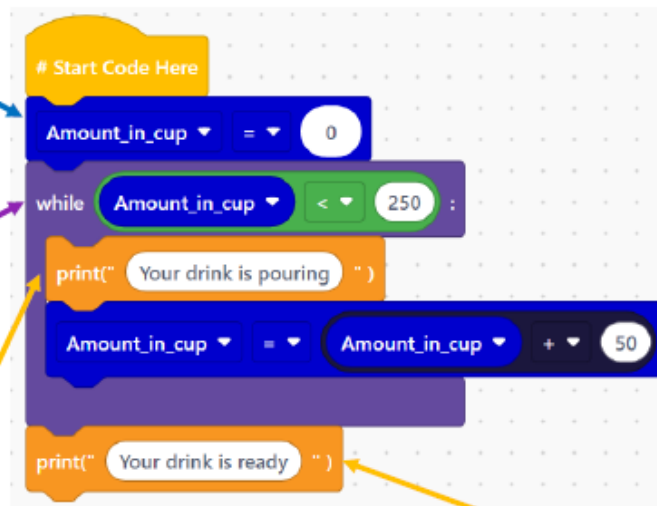 # Start Code Here
Amount_in_cup = 0
while Amount_in_cup < 250 :
print(" Your drink is pouring ")
Amount_in_cup = Amount_in_cup + 50
print(" Your drink is ready ")